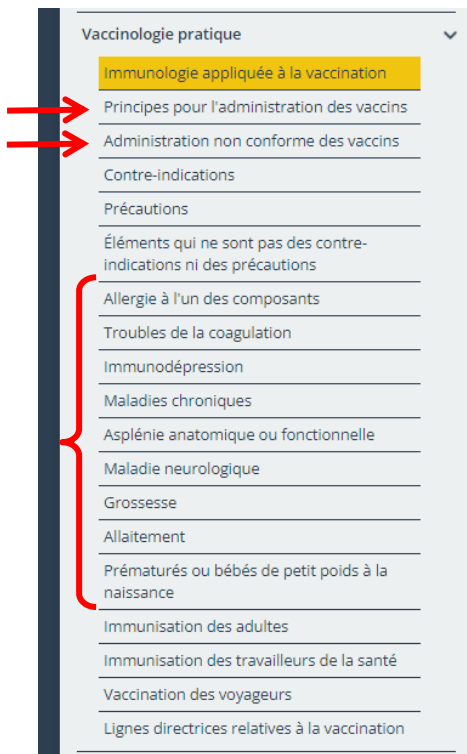 Vaccinologie pratique
Immunologie appliquée à la vaccination
Principes pour l'administration des vaccins
Administration non conforme des vaccins
Contre-indications
Précautions
Éléments qui ne sont pas des contre-
indications ni des précautions
Allergie à l'un des composants
Troubles de la coagulation
Immunodépression
Maladies chroniques
Asplénie anatomique ou fonctionnelle
Maladie neurologique
Grossesse
Allaitement
Prématurés ou bébés de petit poids à la
naissance
Immunisation des adultes
Immunisation des travailleurs de la santé
Vaccination des voyageurs
Lignes directrices relatives à la vaccination